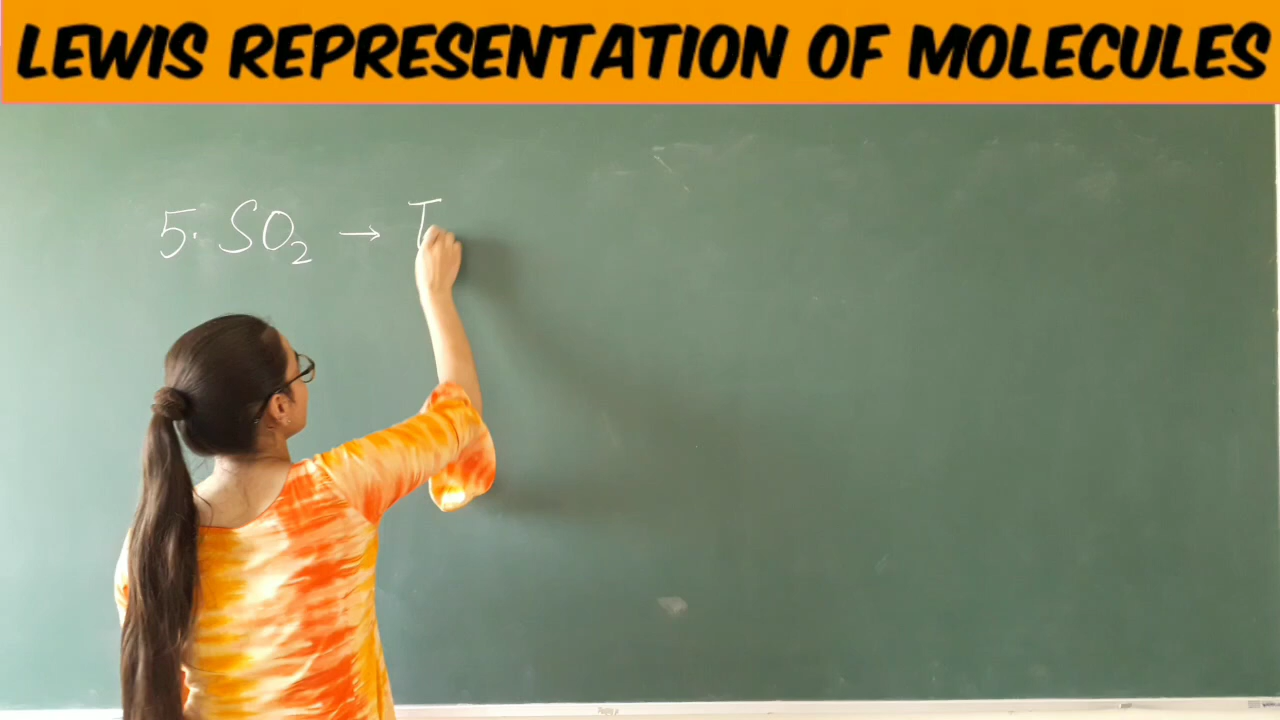 LEWIS REPRESENTATION OF MOLECULES
5. SO₂ → T